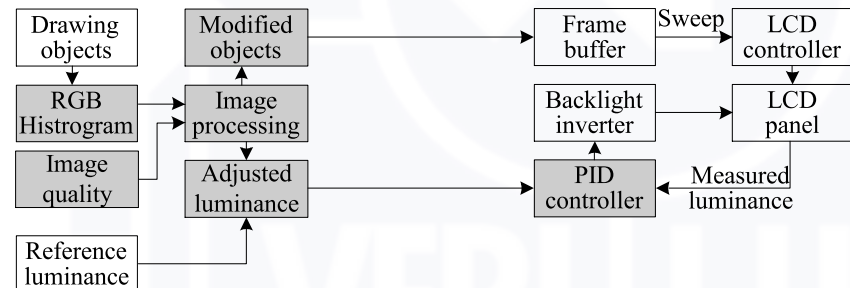 Drawing
objects
Modified
objects
Frame
buffer
Sweep
LCD
controller
RGB
Histrogram
Image
processing
Backlight
inverter
LCD
panel
Image
quality
Adjusted
luminance
PID
controller
Measured
luminance
Reference
luminance